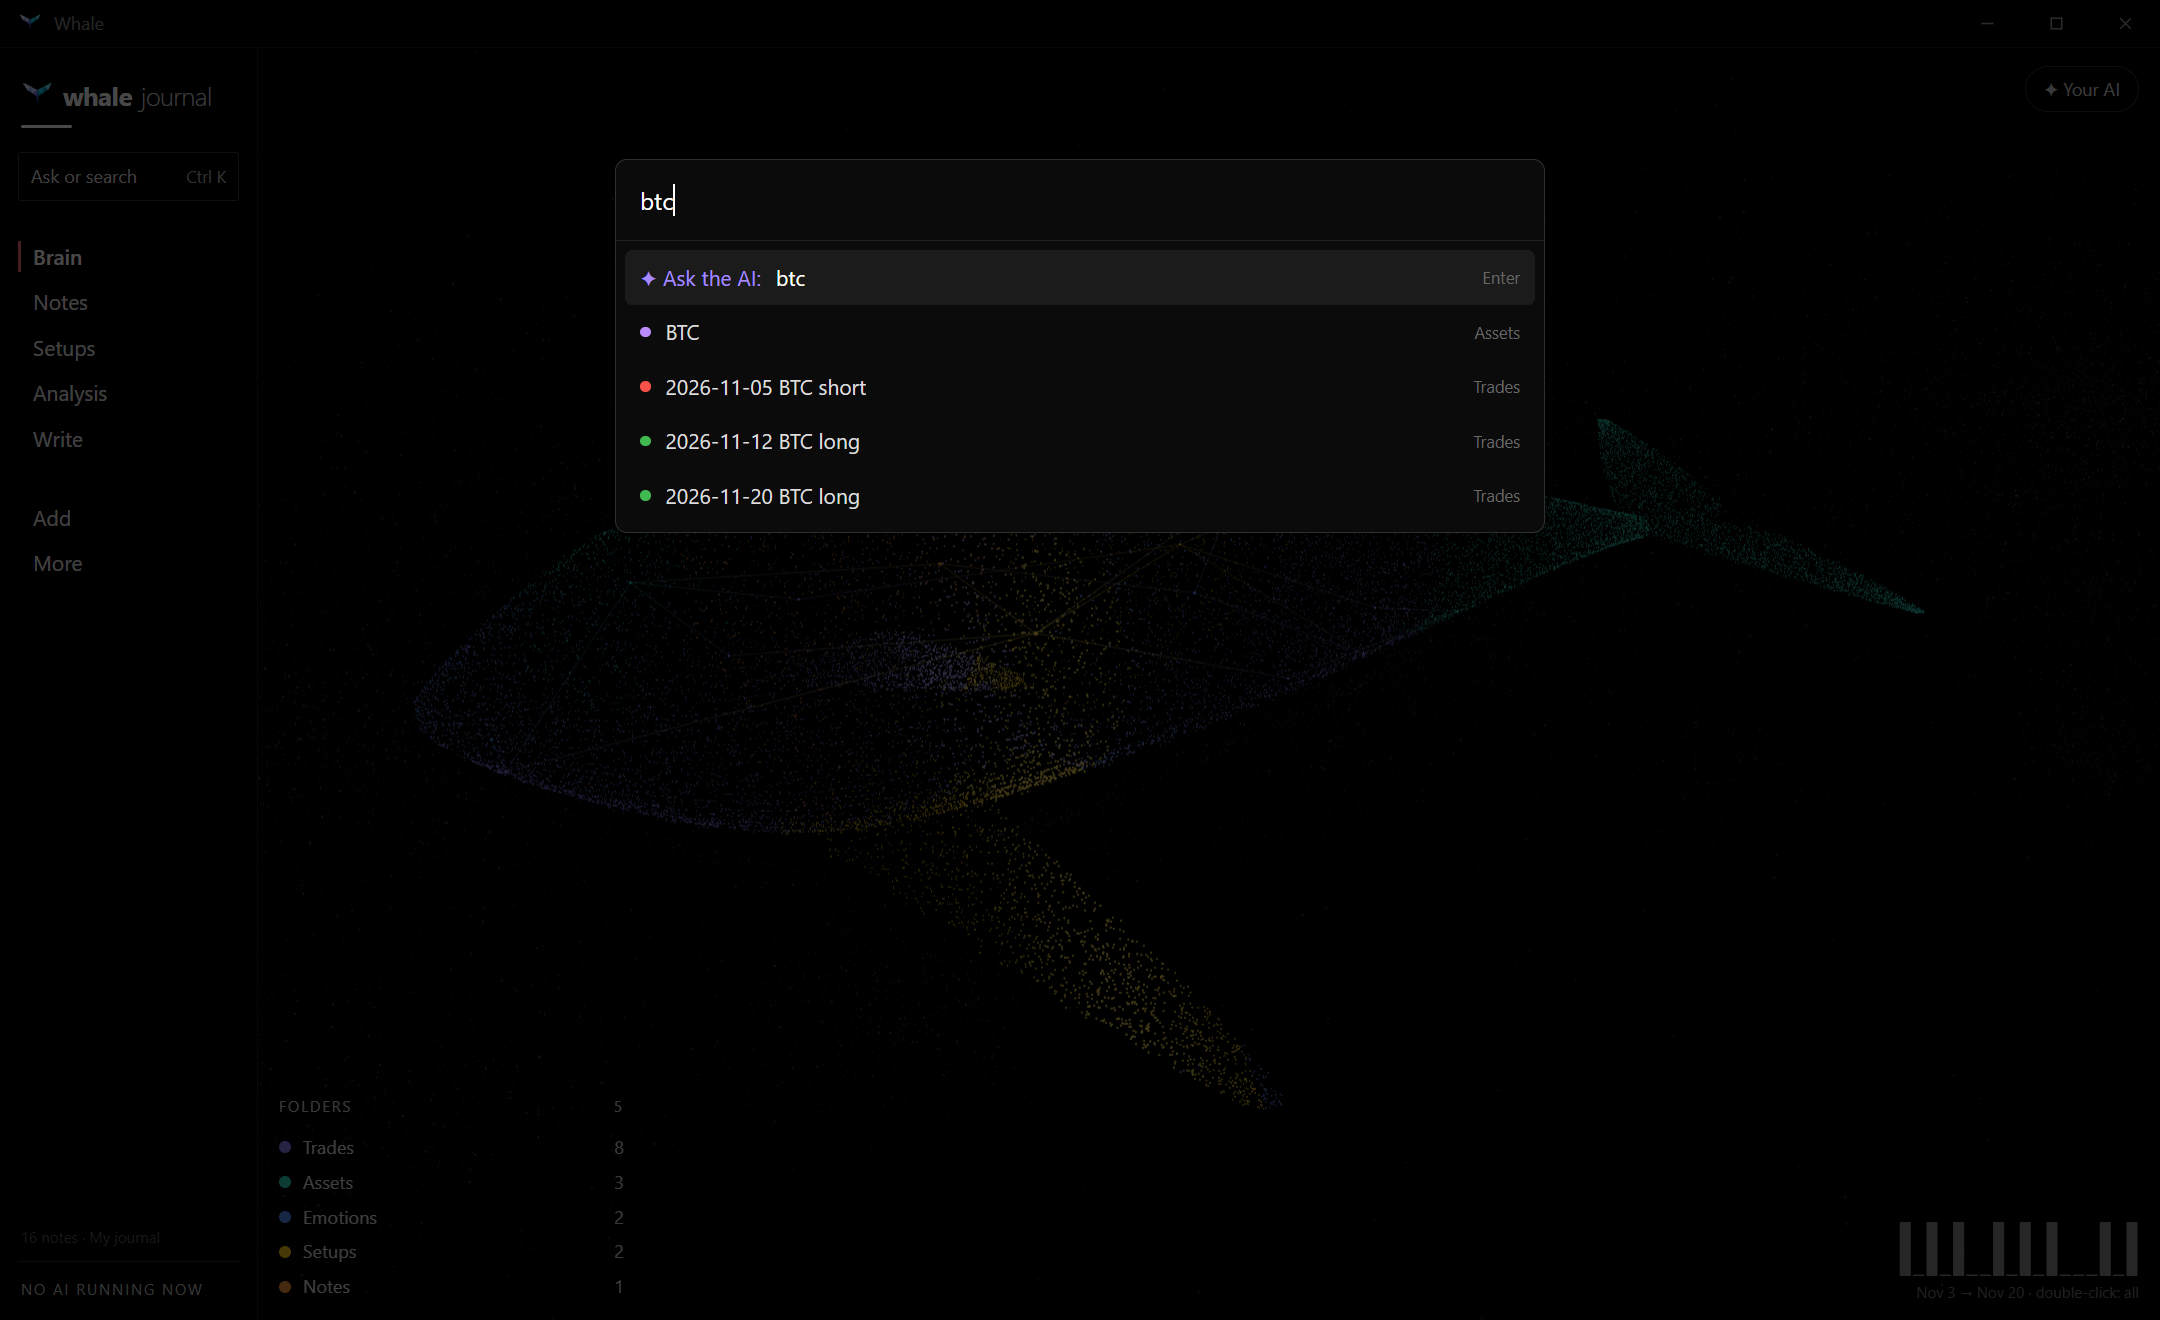 Whale
whale journal
✦ Your AI
Ask or search Ctrl K
Brain
Notes
Setups
Analysis
Write
Add
More
btc
✦ Ask the AI: btc Enter
BTC Assets
2026-11-05 BTC short Trades
2026-11-12 BTC long Trades
2026-11-20 BTC long Trades
FOLDERS 5
Trades 8
Assets 3
Emotions 2
Setups 2
Notes 1
16 notes · My journal
NO AI RUNNING NOW
Nov 3 → Nov 20 · double-click: all